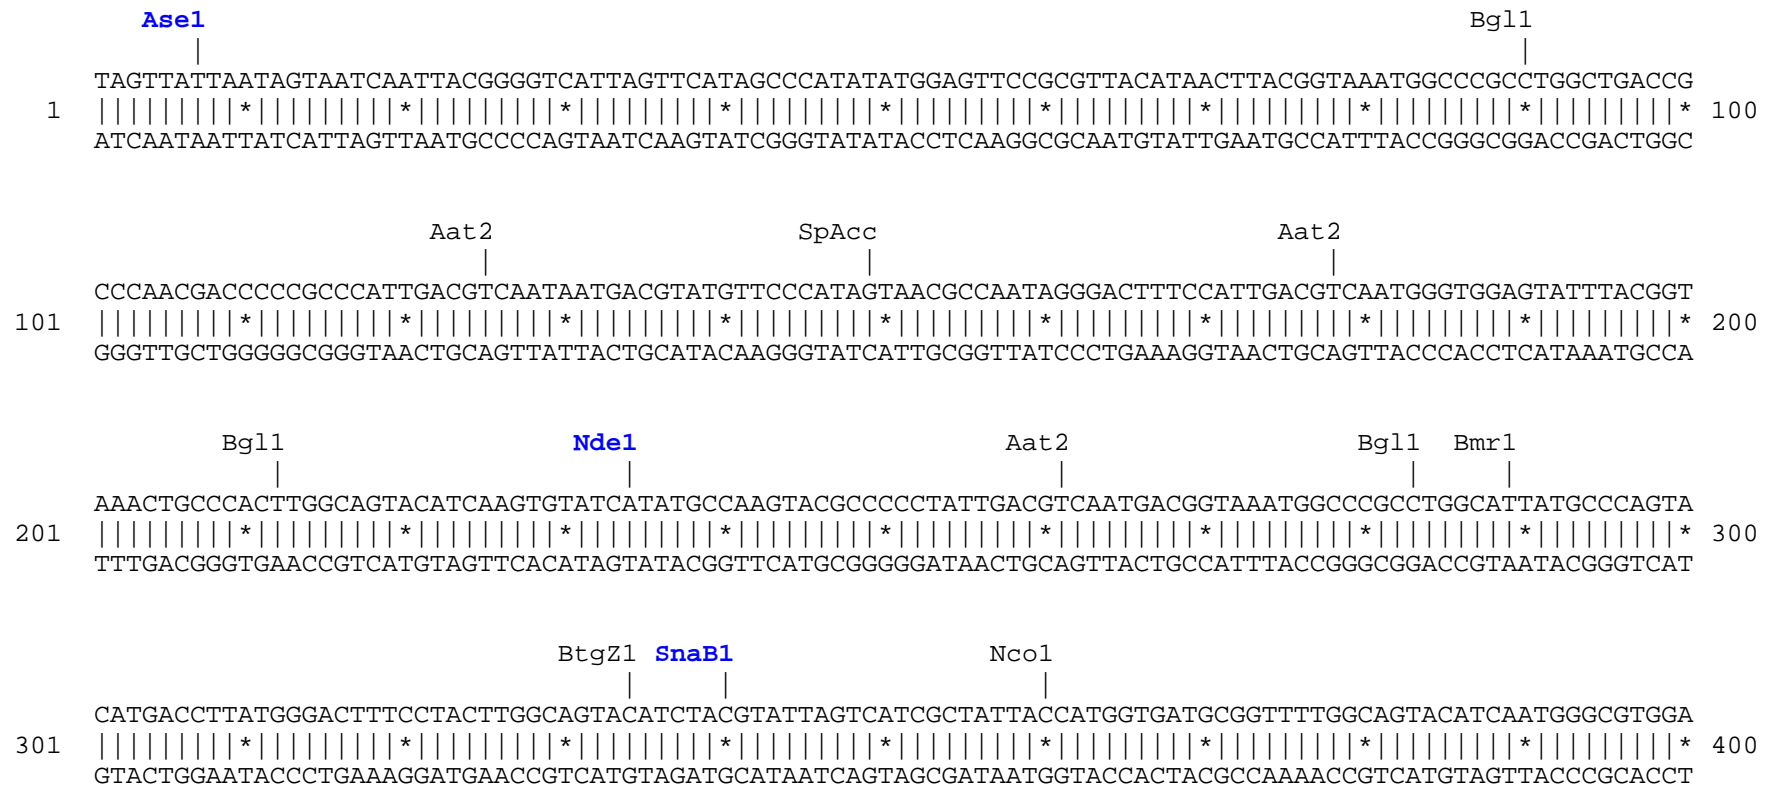 Ase1 Bgl1
TAGTTATTAATAGTAATCAATTACGGGGTCATTAGTTCATAGCCCATATATGGAGTTCCGCGTTACATAACTTACGGTAAATGGCCCGCCTGGCTGACCG
1 |||||||||*|||||||||*|||||||||*|||||||||*|||||||||*|||||||||*|||||||||*|||||||||*|||||||||*|||||||||* 100
ATCAATAATTATCATTAGTTAATGCCCCAGTAATCAAGTATCGGGTATATACCTCAAGGCGCAATGTATTGAATGCCATTTACCGGGCGGACCGACTGGC
Aat2 SpAcc Aat2
CCCAACGACCCCCGCCCATTGACGTCAATAATGACGTATGTTCCCATAGTAACGCCAATAGGGACTTTCCATTGACGTCAATGGGTGGAGTATTTACGGT
101 |||||||||*|||||||||*|||||||||*|||||||||*|||||||||*|||||||||*|||||||||*|||||||||*|||||||||*|||||||||* 200
GGGTTGCTGGGGGCGGGTAACTGCAGTTATTACTGCATACAAGGGTATCATTGCGGTTATCCCTGAAAGGTAACTGCAGTTACCCACCTCATAAATGCCA
Bgl1 Nde1 Aat2 Bgl1 Bmr1
AAACTGCCCACTTGGCAGTACATCAAGTGTATCATATGCCAAGTACGCCCCCTATTGACGTCAATGACGGTAAATGGCCCGCCTGGCATTATGCCCAGTA
201 |||||||||*|||||||||*|||||||||*|||||||||*|||||||||*|||||||||*|||||||||*|||||||||*|||||||||*|||||||||* 300
TTTGACGGGTGAACCGTCATGTAGTTCACATAGTATACGGTTCATGCGGGGGATAACTGCAGTTACTGCCATTTACCGGGCGGACCGTAATACGGGTCAT
BtgZ1 SnaB1 Nco1
CATGACCTTATGGGACTTTCCTACTTGGCAGTACATCTACGTATTAGTCATCGCTATTACCATGGTGATGCGGTTTTGGCAGTACATCAATGGGCGTGGA
301 |||||||||*|||||||||*|||||||||*|||||||||*|||||||||*|||||||||*|||||||||*|||||||||*|||||||||*|||||||||* 400
GTACTGGAATACCCTGAAAGGATGAACCGTCATGTAGATGCATAATCAGTAGCGATAATGGTACCACTACGCCAAAACCGTCATGTAGTTACCCGCACCT